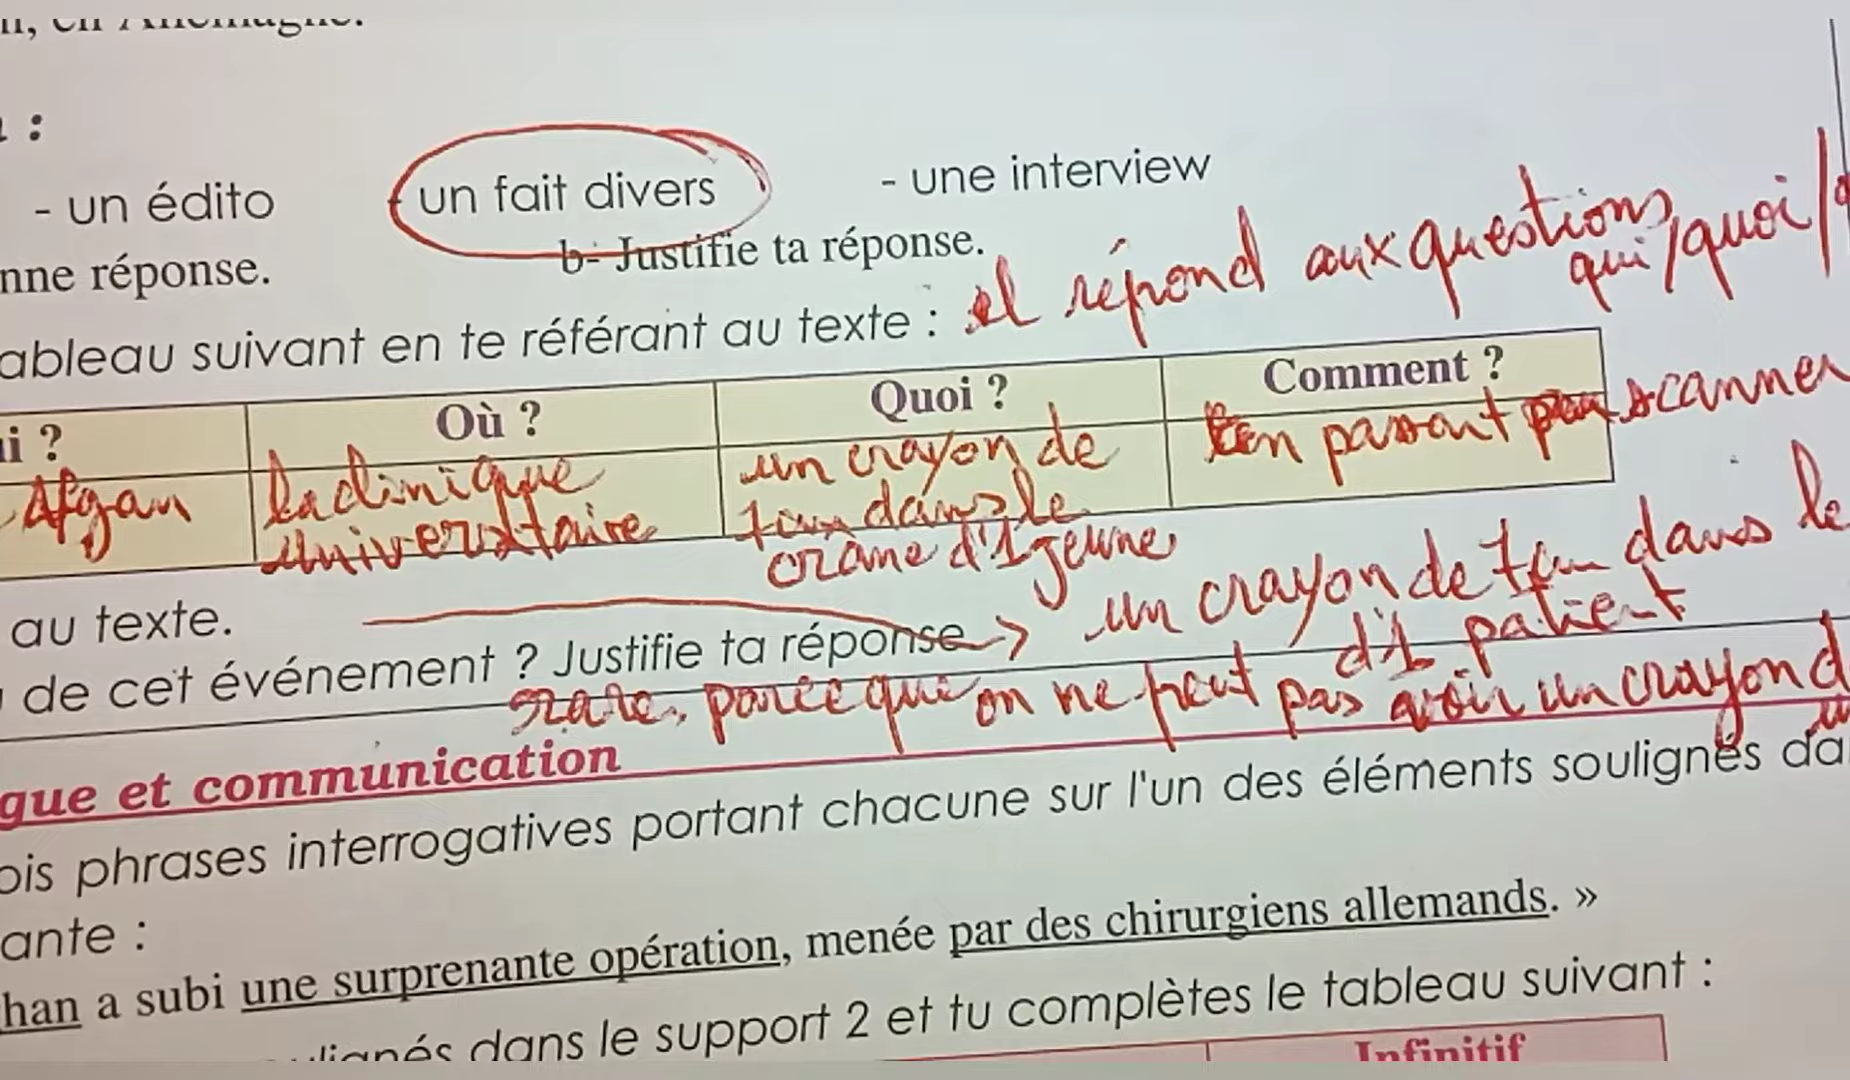 n, en Allemagne.
:
- un édito un fait divers - une interview
nne réponse. b- Justifie ta réponse.
il répond aux questions
qui/quoi/
ableau suivant en te référant au texte :
i ? Où ? Quoi ? Comment ?
Afgan la clinique un crayon de en passant scanner
universitaire dans le
crane d'1 jeune
au texte.
un crayon de dans le
d'1 patient
de cet événement ? Justifie ta réponse
rare, parce que on ne peut pas avoir un crayon d
gue et communication
ois phrases interrogatives portant chacune sur l'un des éléments soulignés da
ante :
han a subi une surprenante opération, menée par des chirurgiens allemands. »
lignés dans le support 2 et tu complètes le tableau suivant :
Infinitif